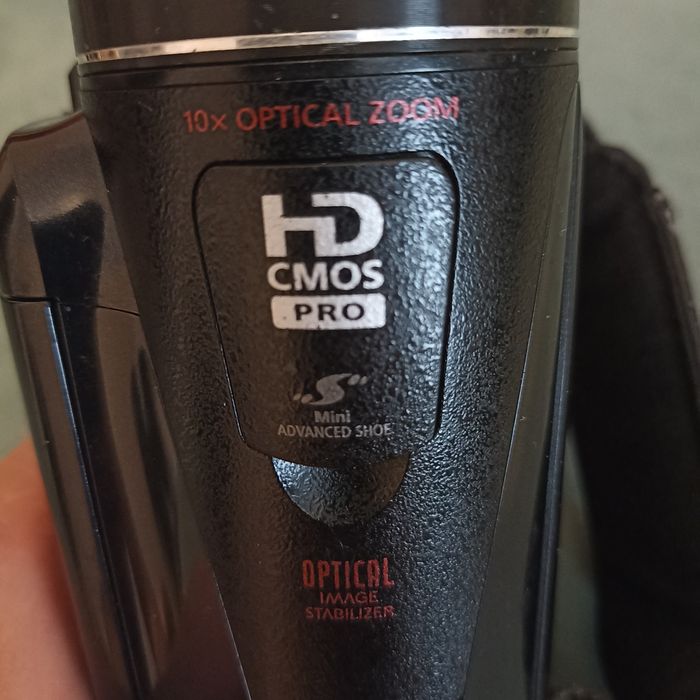 10x OPTICAL ZOOM
HD
CMOS
PRO
"S"
Mini
ADVANCED SHOE
OPTICAL
IMAGE
STABILIZER